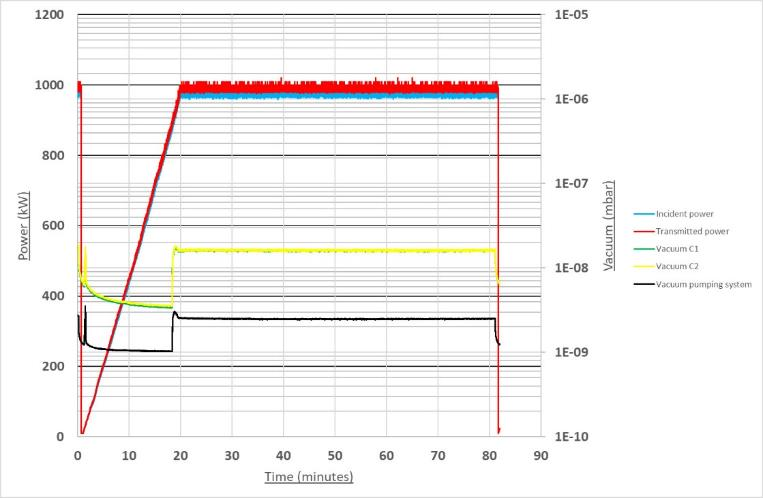 1200
1000
800
600
400
200
0
Power (kW)
1E-05
1E-06
1E-07
1E-08
1E-09
1E-10
Vacuum (mbar)
0 10 20 30 40 50 60 70 80 90
Time (minutes)
Incident power
Transmitted power
Vacuum C1
Vacuum C2
Vacuum pumping system